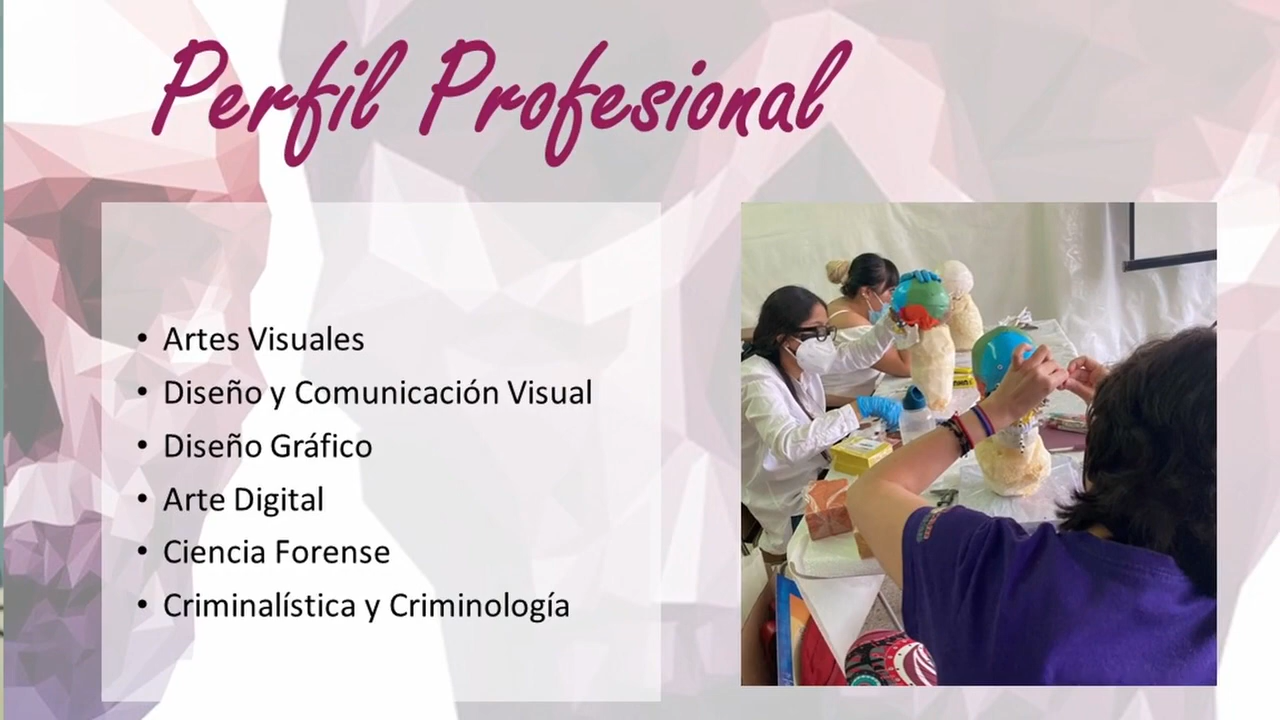 Perfil Profesional
• Artes Visuales
• Diseño y Comunicación Visual
• Diseño Gráfico
• Arte Digital
• Ciencia Forense
• Criminalística y Criminología